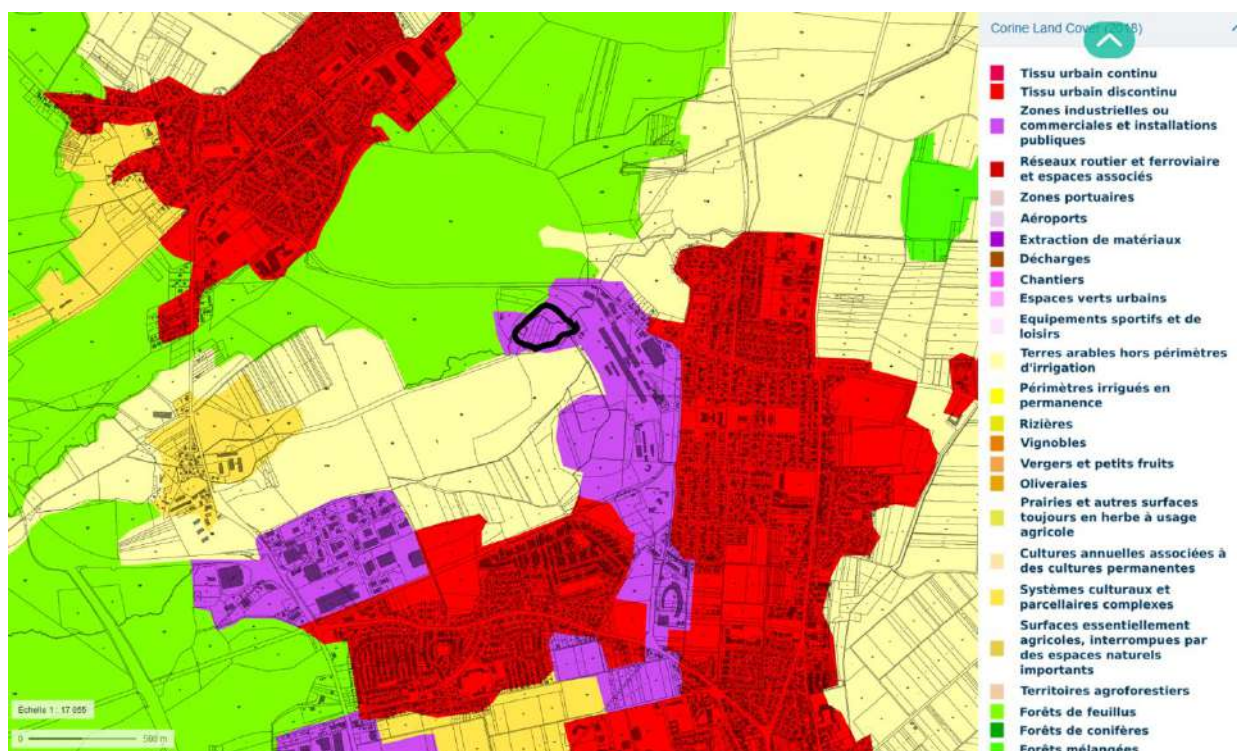 Corine Land Cover (2018)
Tissu urbain continu
Tissu urbain discontinu
Zones industrielles ou
commerciales et installations
publiques
Réseaux routier et ferroviaire
et espaces associés
Zones portuaires
Aéroports
Extraction de matériaux
Décharges
Chantiers
Espaces verts urbains
Equipements sportifs et de
loisirs
Terres arables hors périmètres
d'irrigation
Périmètres irrigués en
permanence
Rizières
Vignobles
Vergers et petits fruits
Oliveraies
Prairies et autres surfaces
toujours en herbe à usage
agricole
Cultures annuelles associées à
des cultures permanentes
Systèmes culturaux et
parcellaires complexes
Surfaces essentiellement
agricoles, interrompues par
des espaces naturels
importants
Territoires agroforestiers
Forêts de feuillus
Forêts de conifères
Forêts mélangées
Echelle 1 : 17 055
0 500 m